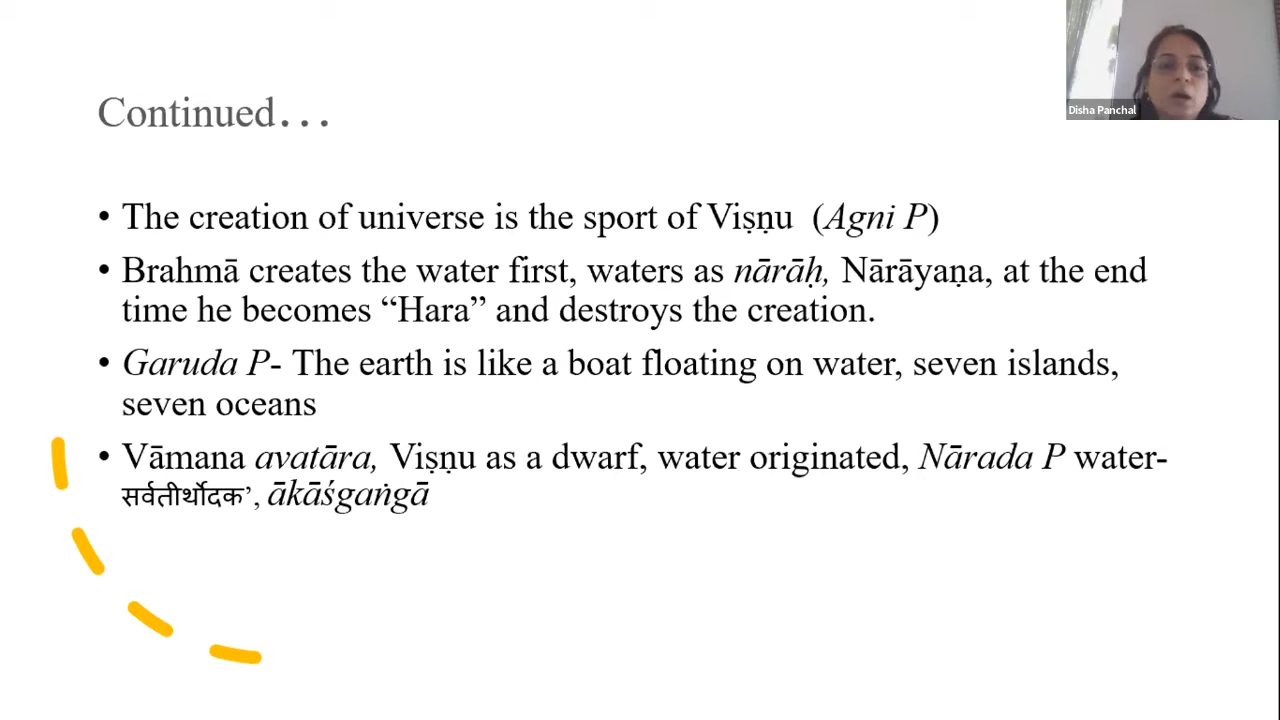 Disha Panchal
Continued...
• The creation of universe is the sport of Viṣṇu (Agni P)
• Brahmā creates the water first, waters as nārāḥ, Nārāyaṇa, at the end
time he becomes “Hara” and destroys the creation.
• Garuda P- The earth is like a boat floating on water, seven islands,
seven oceans
• Vāmana avatāra, Viṣṇu as a dwarf, water originated, Nārada P water-
सर्वतीर्थोदक’, ākāśgaṅgā